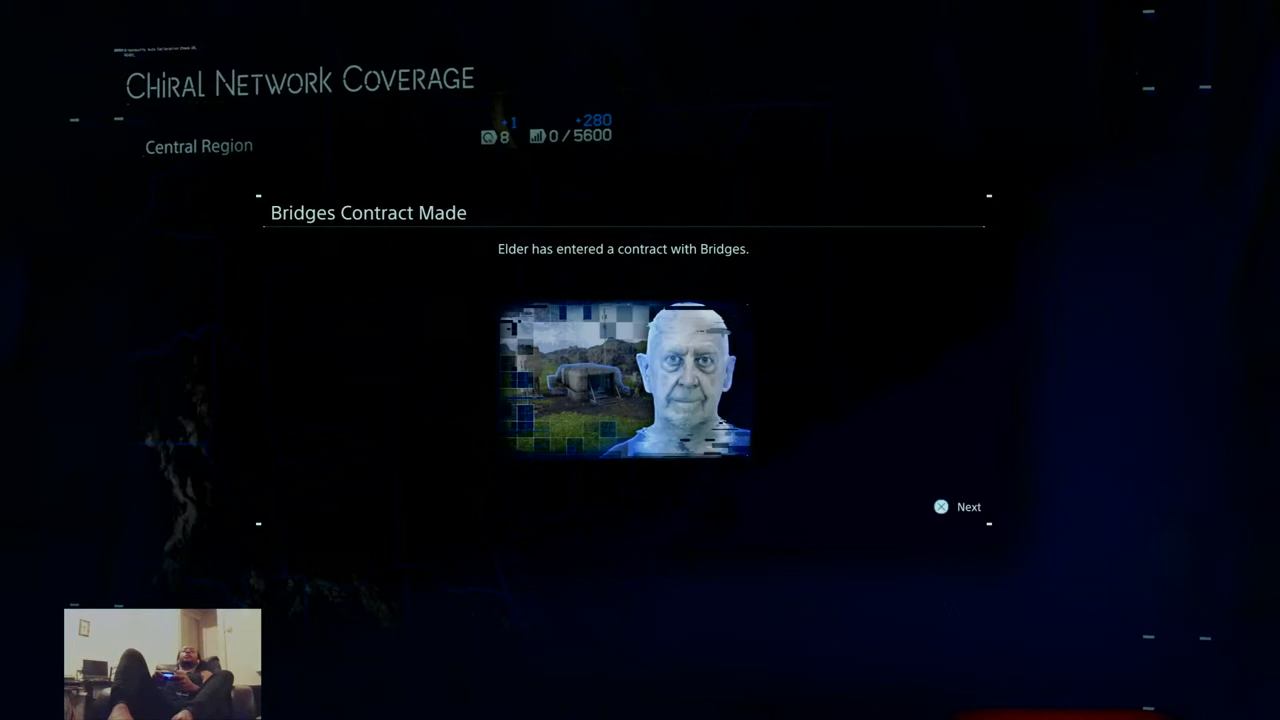 Chiral Network Coverage
+1 +280
8 0 / 5600
Central Region
Bridges Contract Made
Elder has entered a contract with Bridges.
Next